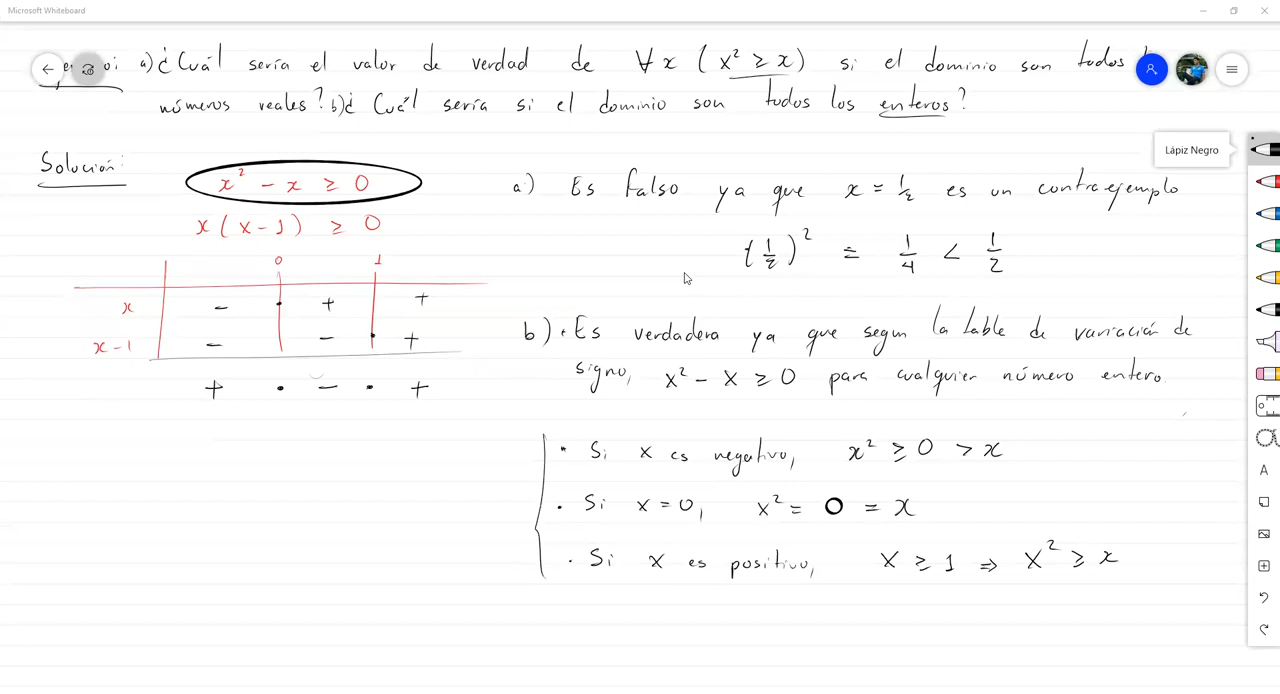 Microsoft Whiteboard
a) ¿Cuál sería el valor de verdad de ∀x (x² ≥ x) si el dominio son todos
números reales? b) ¿Cuál sería si el dominio son todos los enteros?
Lápiz Negro
Solución:
x² - x ≥ 0
x(x-1) ≥ 0
0 1
x - + +
x-1 - - +
+ • - • +
a.) Es falso ya que x = 1/2 es un contraejemplo
(1/2)² = 1/4 < 1/2
b) • Es verdadera ya que segun la table de variación de
signo, x² - x ≥ 0 para cualquier número entero.
• Si x es negativo, x² ≥ 0 > x
• Si x = 0, x² = 0 = x
• Si x es positivo, x ≥ 1 ⇒ x² ≥ x
A